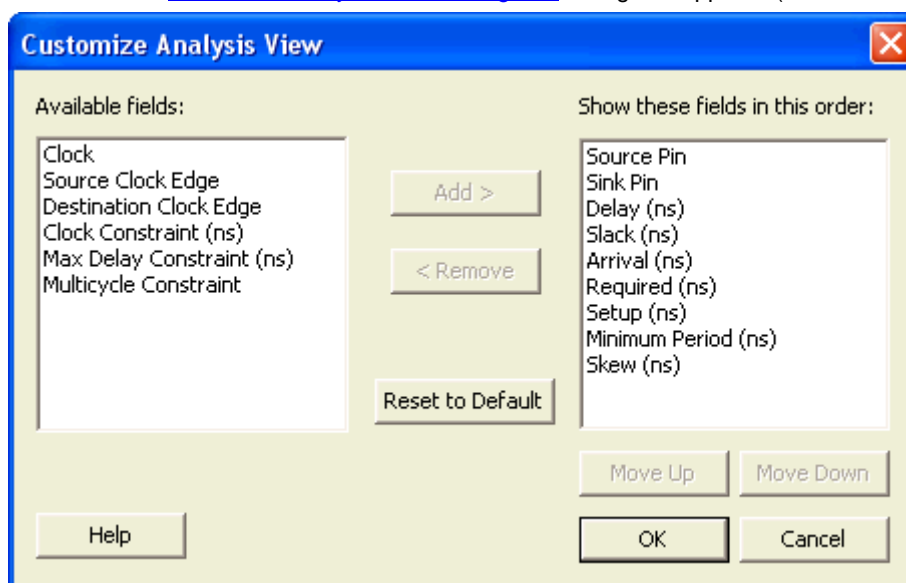 Customize Analysis View
Available fields:
Clock
Source Clock Edge
Destination Clock Edge
Clock Constraint (ns)
Max Delay Constraint (ns)
Multicycle Constraint
Add >
< Remove
Reset to Default
Show these fields in this order:
Source Pin
Sink Pin
Delay (ns)
Slack (ns)
Arrival (ns)
Required (ns)
Setup (ns)
Minimum Period (ns)
Skew (ns)
Move Up
Move Down
Help
OK
Cancel